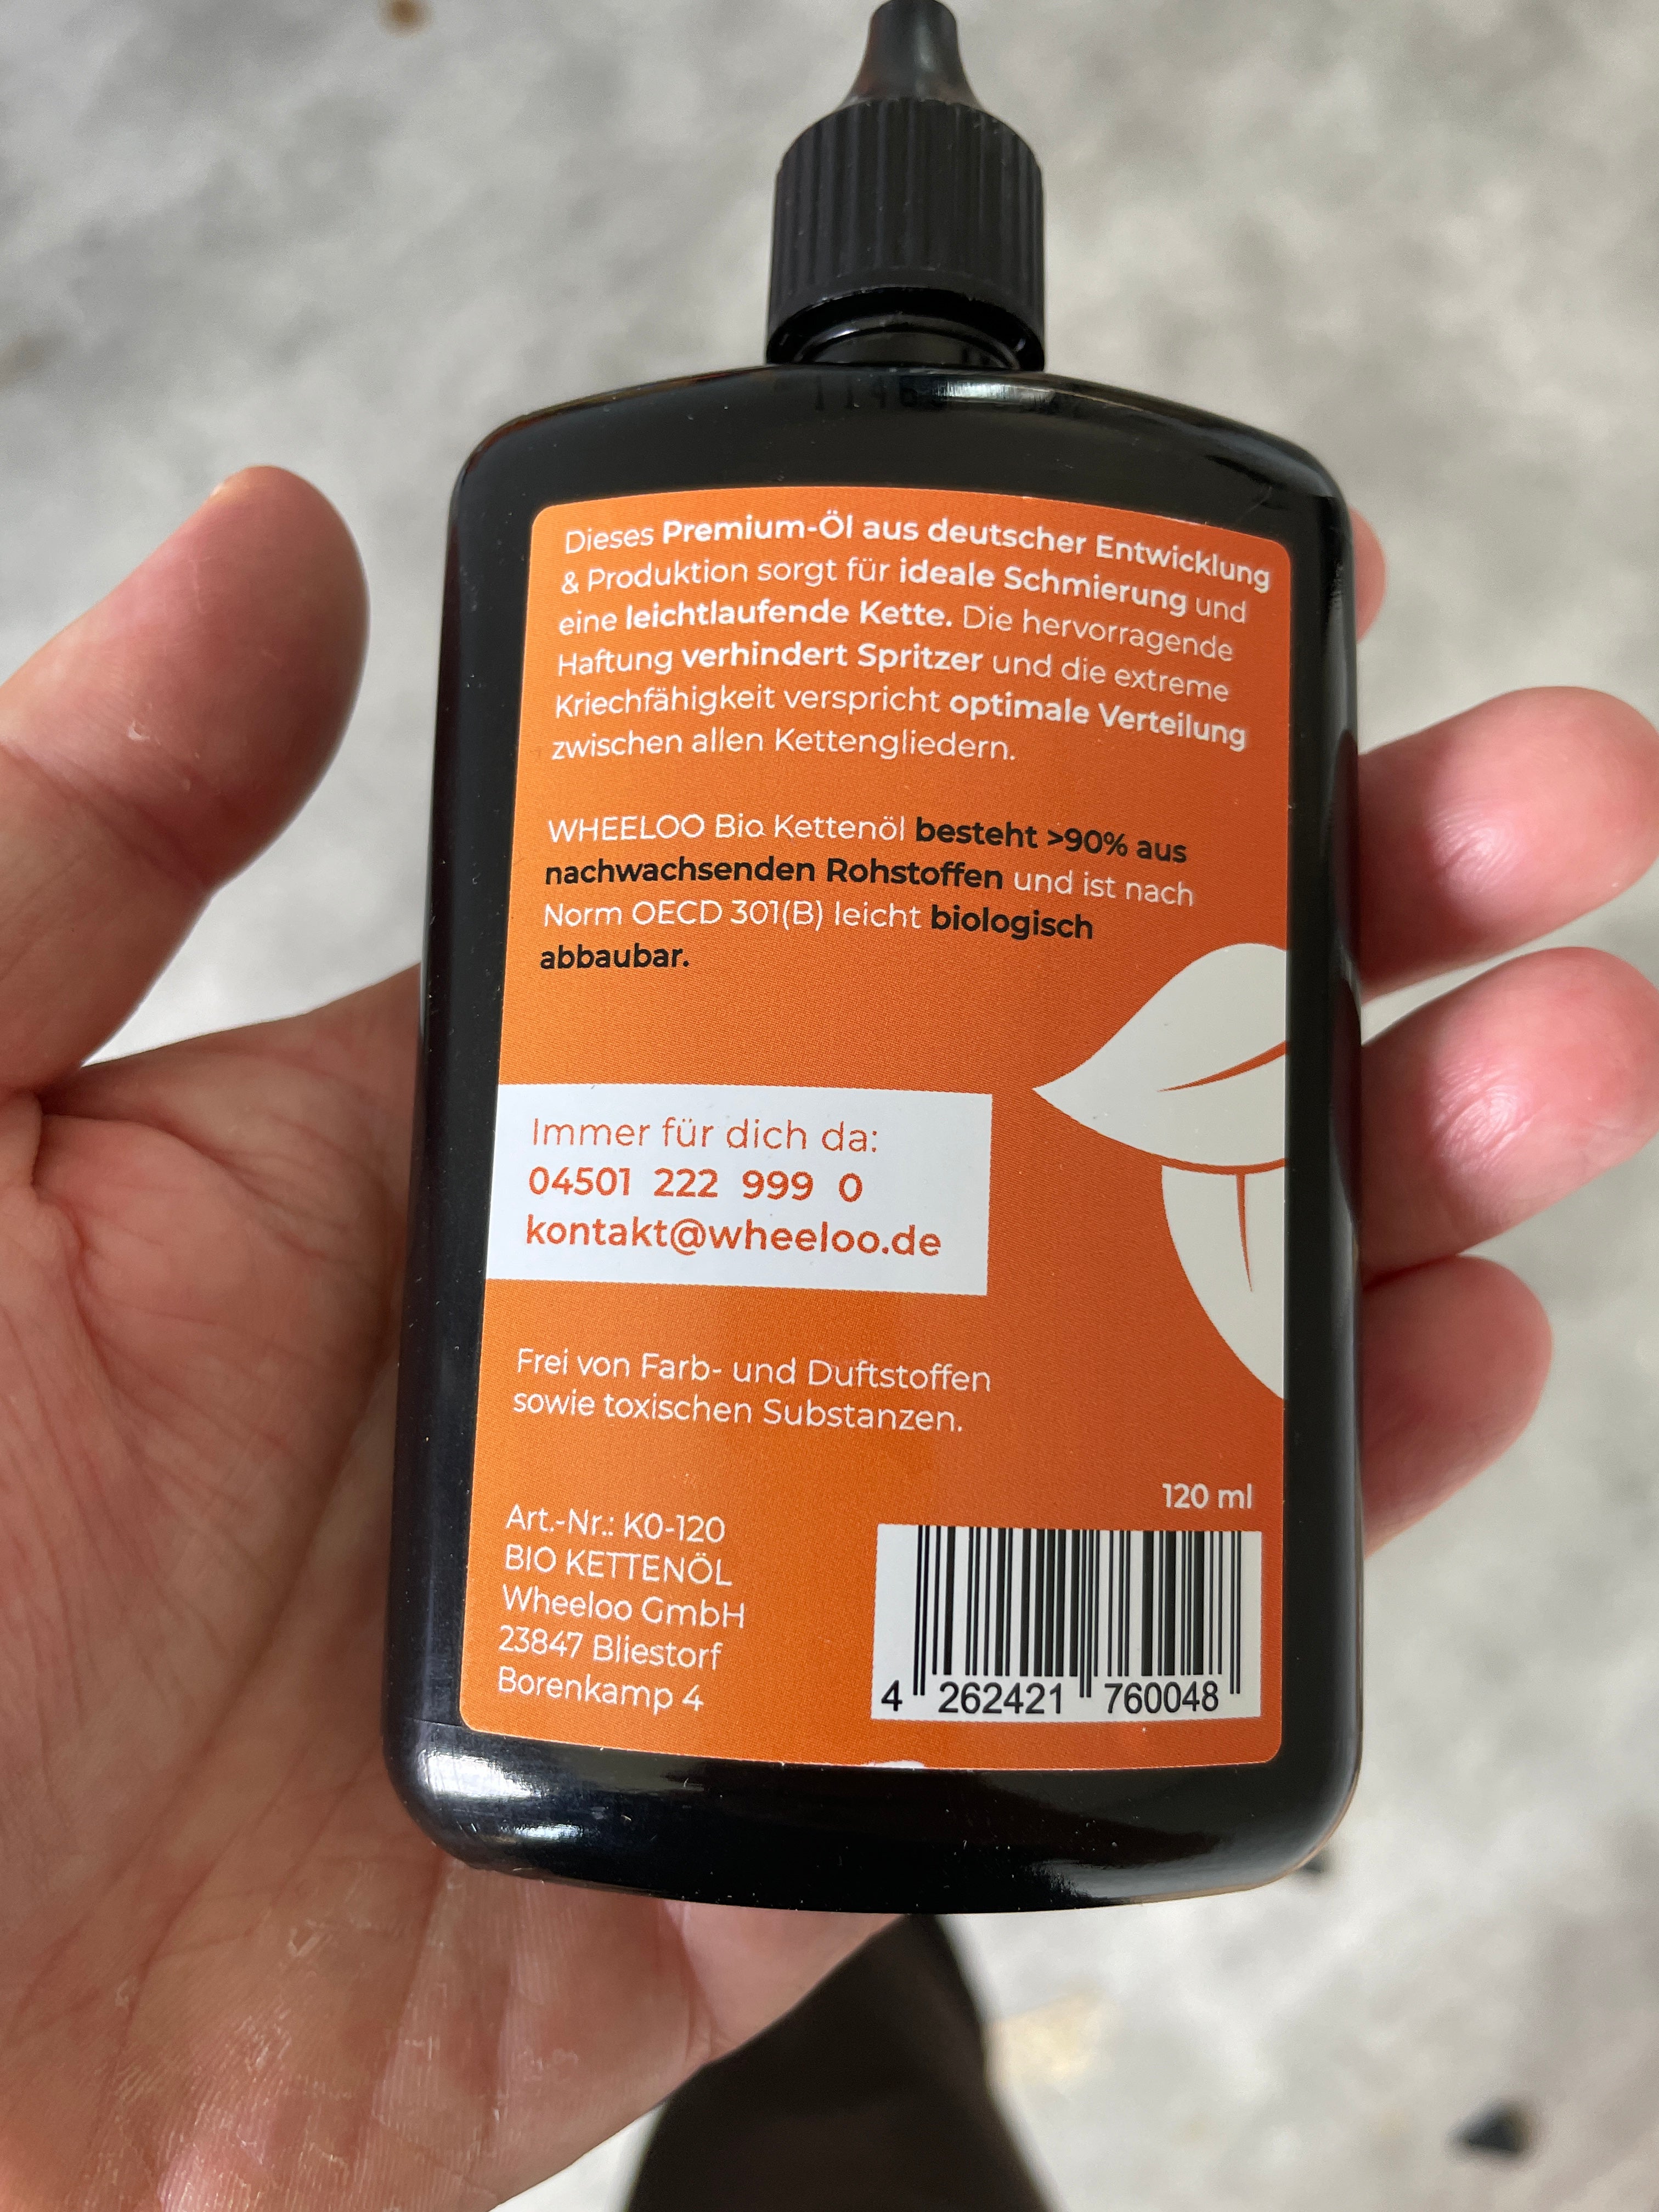 Dieses Premium-Öl aus deutscher Entwicklung
& Produktion sorgt für ideale Schmierung und
eine leichtlaufende Kette. Die hervorragende
Haftung verhindert Spritzer und die extreme
Kriechfähigkeit verspricht optimale Verteilung
zwischen allen Kettengliedern.
WHEELOO Bio Kettenöl besteht >90% aus
nachwachsenden Rohstoffen und ist nach
Norm OECD 301(B) leicht biologisch
abbaubar.
Immer für dich da:
04501 222 999 0
kontakt@wheeloo.de
Frei von Farb- und Duftstoffen
sowie toxischen Substanzen.
120 ml
Art.-Nr.: KO-120
BIO KETTENÖL
Wheeloo GmbH
23847 Bliestorf
Borenkamp 4
4 262421 760048